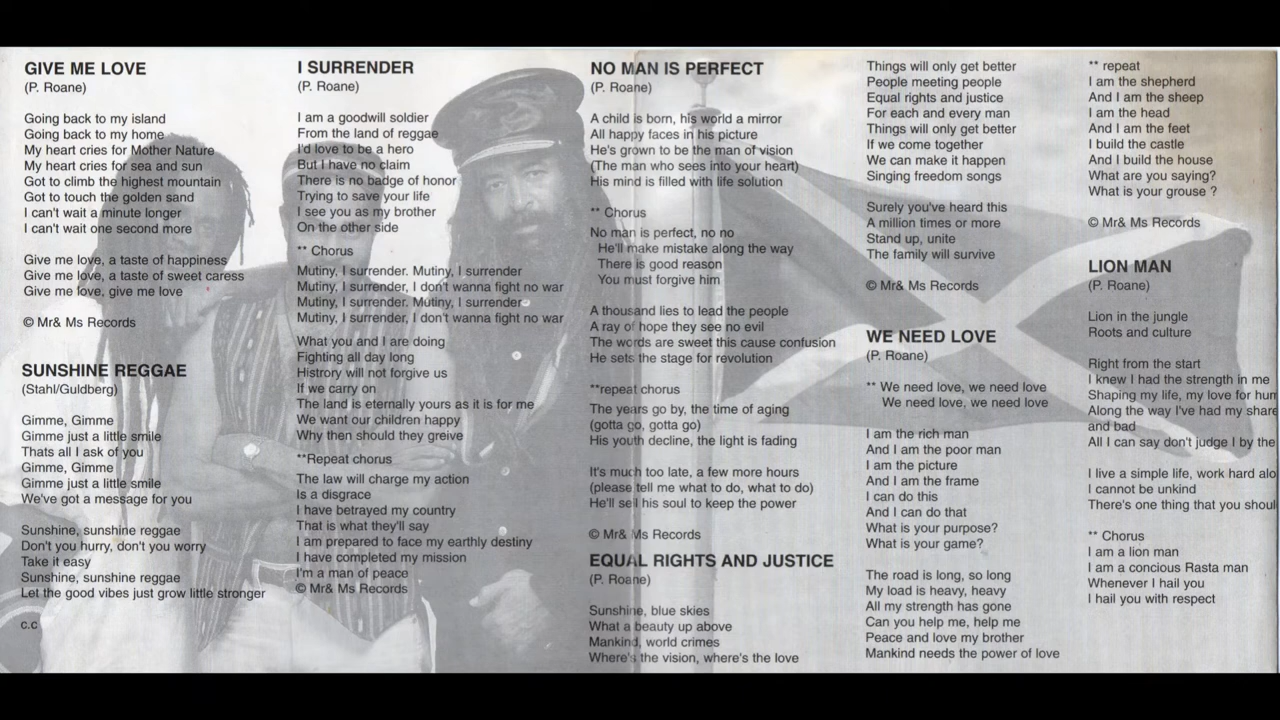 GIVE ME LOVE
(P. Roane)
Going back to my island
Going back to my home
My heart cries for Mother Nature
My heart cries for sea and sun
Got to climb the highest mountain
Got to touch the golden sand
I can't wait a minute longer
I can't wait one second more
Give me love, a taste of happiness
Give me love, a taste of sweet caress
Give me love, give me love
© Mr& Ms Records
SUNSHINE REGGAE
(Stahl/Guldberg)
Gimme, Gimme
Gimme just a little smile
Thats all I ask of you
Gimme, Gimme
Gimme just a little smile
We've got a message for you
Sunshine, sunshine reggae
Don't you hurry, don't you worry
Take it easy
Sunshine, sunshine reggae
Let the good vibes just grow little stronger
c.c
I SURRENDER
(P. Roane)
I am a goodwill soldier
From the land of reggae
I'd love to be a hero
But I have no claim
There is no badge of honor
Trying to save your life
I see you as my brother
On the other side
** Chorus
Mutiny, I surrender. Mutiny, I surrender
Mutiny, I surrender, I don't wanna fight no war
Mutiny, I surrender. Mutiny, I surrender
Mutiny, I surrender, I don't wanna fight no war
What you and I are doing
Fighting all day long
Histrory will not forgive us
If we carry on
The land is eternally yours as it is for me
We want our children happy
Why then should they greive
**Repeat chorus
The law will charge my action
Is a disgrace
I have betrayed my country
That is what they'll say
I am prepared to face my earthly destiny
I have completed my mission
I'm a man of peace
© Mr& Ms Records
NO MAN IS PERFECT
(P. Roane)
A child is born, his world a mirror
All happy faces in his picture
He's grown to be the man of vision
(The man who sees into your heart)
His mind is filled with life solution
** Chorus
No man is perfect, no no
He'll make mistake along the way
There is good reason
You must forgive him
A thousand lies to lead the people
A ray of hope they see no evil
The words are sweet this cause confusion
He sets the stage for revolution
**repeat chorus
The years go by, the time of aging
(gotta go, gotta go)
His youth decline, the light is fading
It's much too late, a few more hours
(please tell me what to do, what to do)
He'll sell his soul to keep the power
© Mr& Ms Records
EQUAL RIGHTS AND JUSTICE
(P. Roane)
Sunshine, blue skies
What a beauty up above
Mankind, world crimes
Where's the vision, where's the love
Things will only get better
People meeting people
Equal rights and justice
For each and every man
Things will only get better
If we come together
We can make it happen
Singing freedom songs
Surely you've heard this
A million times or more
Stand up, unite
The family will survive
© Mr& Ms Records
WE NEED LOVE
(P. Roane)
** We need love, we need love
We need love, we need love
I am the rich man
And I am the poor man
I am the picture
And I am the frame
I can do this
And I can do that
What is your purpose?
What is your game?
The road is long, so long
My load is heavy, heavy
All my strength has gone
Can you help me, help me
Peace and love my brother
Mankind needs the power of love
** repeat
I am the shepherd
And I am the sheep
I am the head
And I am the feet
I build the castle
And I build the house
What are you saying?
What is your grouse ?
© Mr& Ms Records
LION MAN
(P. Roane)
Lion in the jungle
Roots and culture
Right from the start
I knew I had the strength in me
Shaping my life, my love for
Along the way I've had my share
and bad
All I can say don't judge I by the
I live a simple life, work hard
I cannot be unkind
There's one thing that you
** Chorus
I am a lion man
I am a concious Rasta man
Whenever I hail you
I hail you with respect